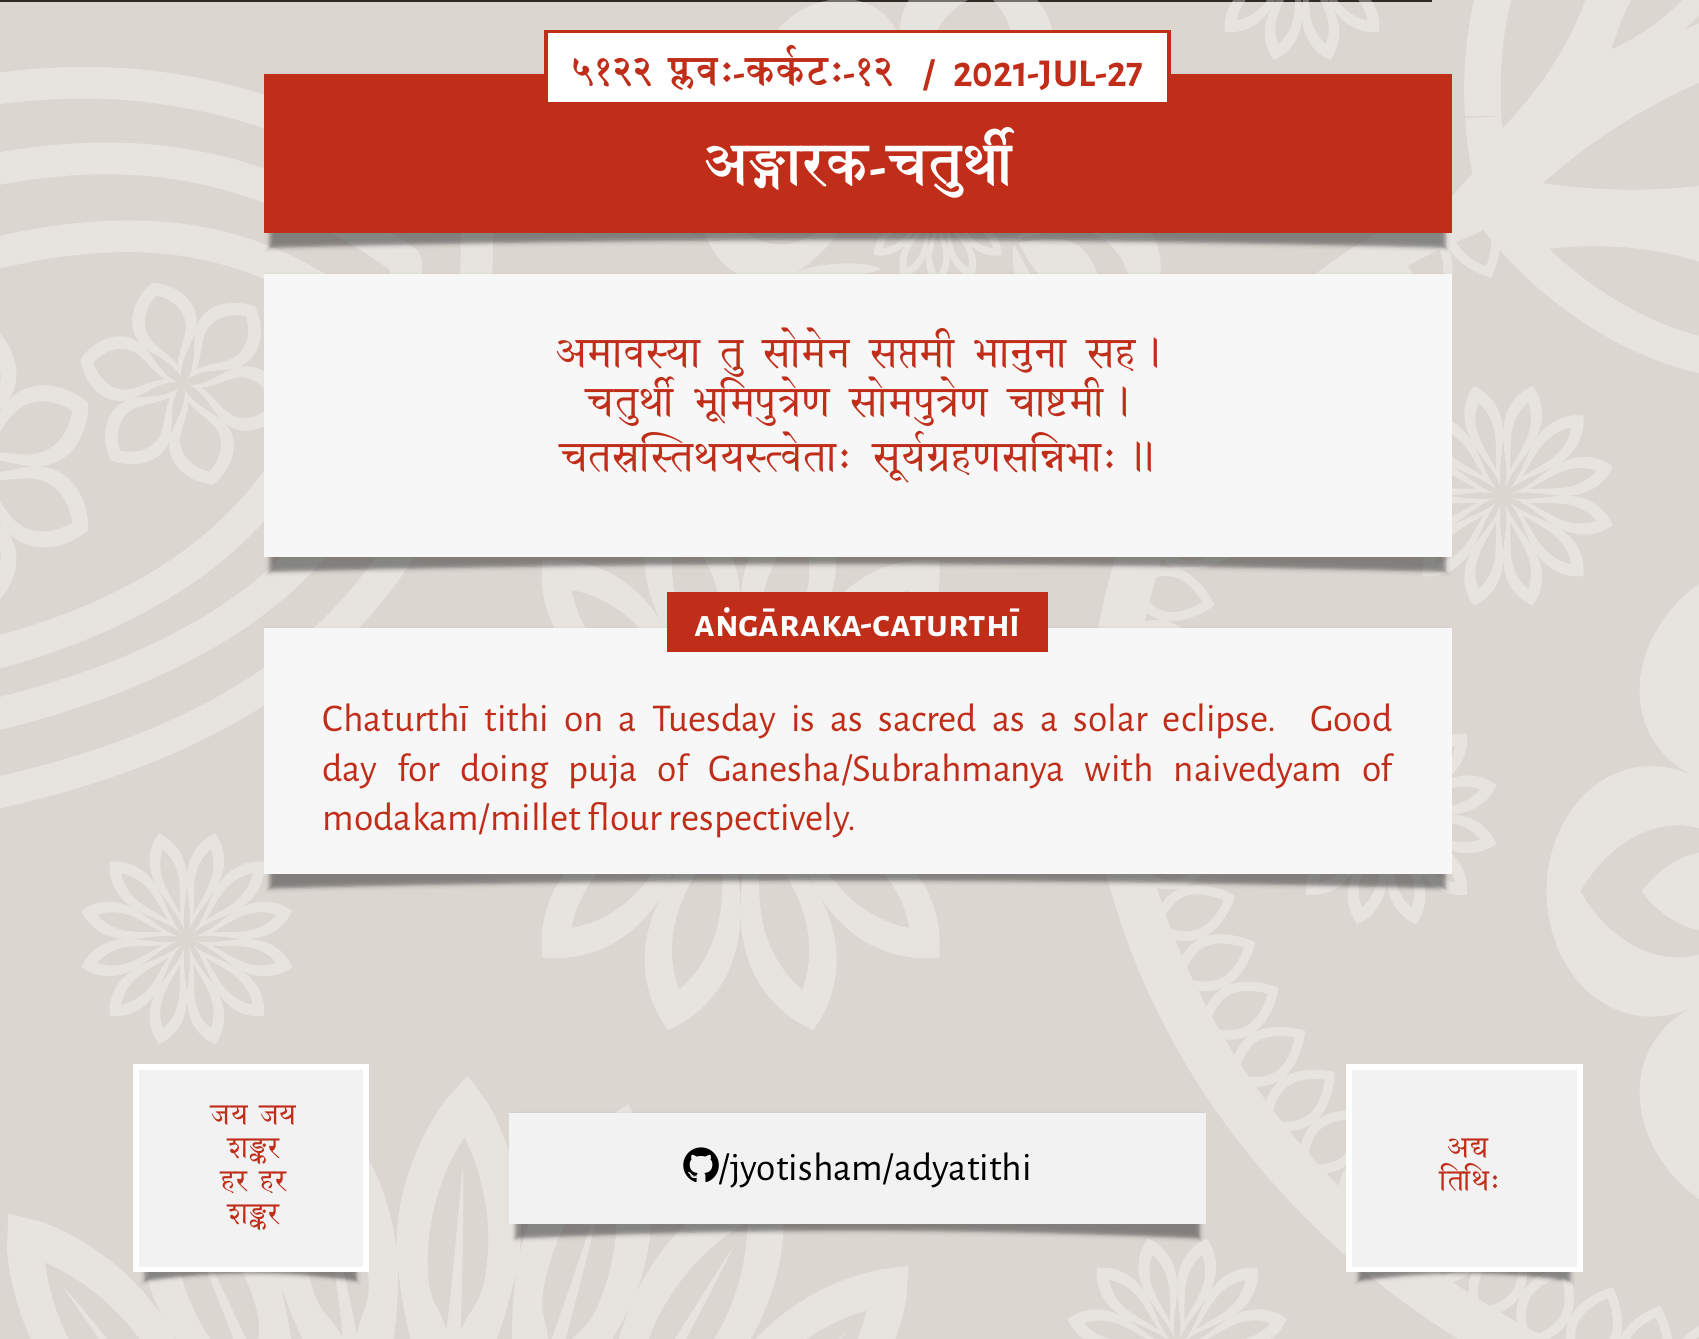 ५१२२ प्लवः-कर्कटः-१२ / 2021-JUL-27
अङ्गारक-चतुर्थी
अमावस्या तु सोमेन सप्तमी भानुना सह ।
चतुर्थी भूमिपुत्रेण सोमपुत्रेण चाष्टमी ।
चतस्रस्तिथयस्त्वेताः सूर्यग्रहणसन्निभाः ॥
AṄGĀRAKA-CATURTHĪ
Chaturthī tithi on a Tuesday is as sacred as a solar eclipse. Good
day for doing puja of Ganesha/Subrahmanya with naivedyam of
modakam/millet flour respectively.
जय जय
शङ्कर
हर हर
शङ्कर
/jyotisham/adyatithi
अद्य
तिथिः